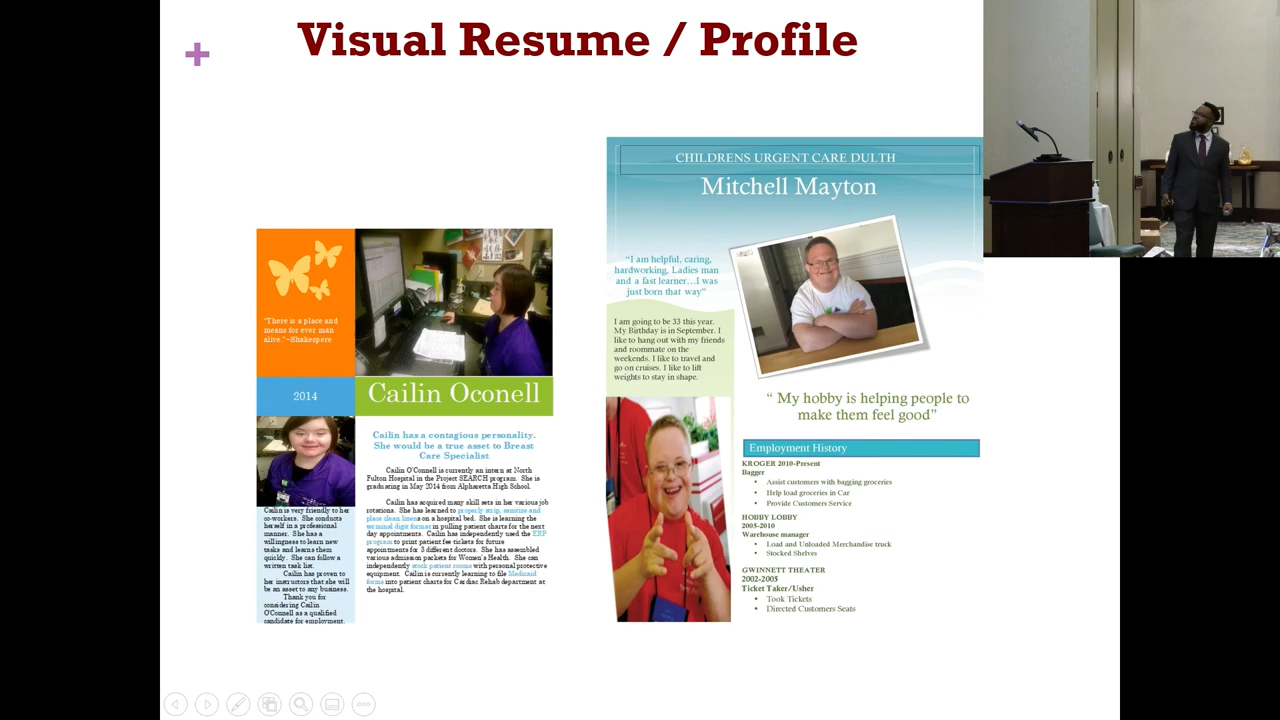 Visual Resume / Profile
"There is a place and
means for ever man
alive."~Shakespere
2014
Cailin Oconell
Cailin has a contagious personality.
She would be a true asset to Breast
Care Specialist
Cailin O'Connell is currently an intern at North
Fulton Hospital in the Project SEARCH program. She is
graduating in May 2014 from Alpharetta High School.
Cailin has acquired many skill sets in her various job
rotations. She has learned to properly strip, sanitize and
place clean linens on a hospital bed. She is learning the
terminal digit format in pulling patient charts for the next
day appointments. Cailin has independently used the ERP
program to print patient fee tickets for future
appointments for 3 different doctors. She has assembled
various admission packets for Women's Health. She can
independently stock patient rooms with personal protective
equipment. Cailin is currently learning to file Medicaid
forms into patient charts for Cardiac Rehab department at
the hospital.
Cailin is very friendly to her
co-workers. She conducts
herself in a professional
manner. She has a
willingness to learn new
tasks and learns them
quickly. She can follow a
written task list.
Cailin has proven to
her instructors that she will
be an asset to any business.
Thank you for
considering Cailin
O'Connell as a qualified
candidate for employment.
CHILDRENS URGENT CARE DULTH
Mitchell Mayton
"I am helpful, caring,
hardworking, Ladies man
and a fast learner…I was
just born that way"
I am going to be 33 this year.
My Birthday is in September. I
like to hang out with my friends
and roommate on the
weekends. I like to travel and
go on cruises. I like to lift
weights to stay in shape.
" My hobby is helping people to
make them feel good"
Employment History
KROGER 2010-Present
Bagger
• Assist customers with bagging groceries
• Help load groceries in Car
• Provide Customers Service
HOBBY LOBBY
2005-2010
Warehouse manager
• Load and Unloaded Merchandise truck
• Stocked Shelves
GWINNETT THEATER
2002-2005
Ticket Taker/Usher
• Took Tickets
• Directed Customers Seats